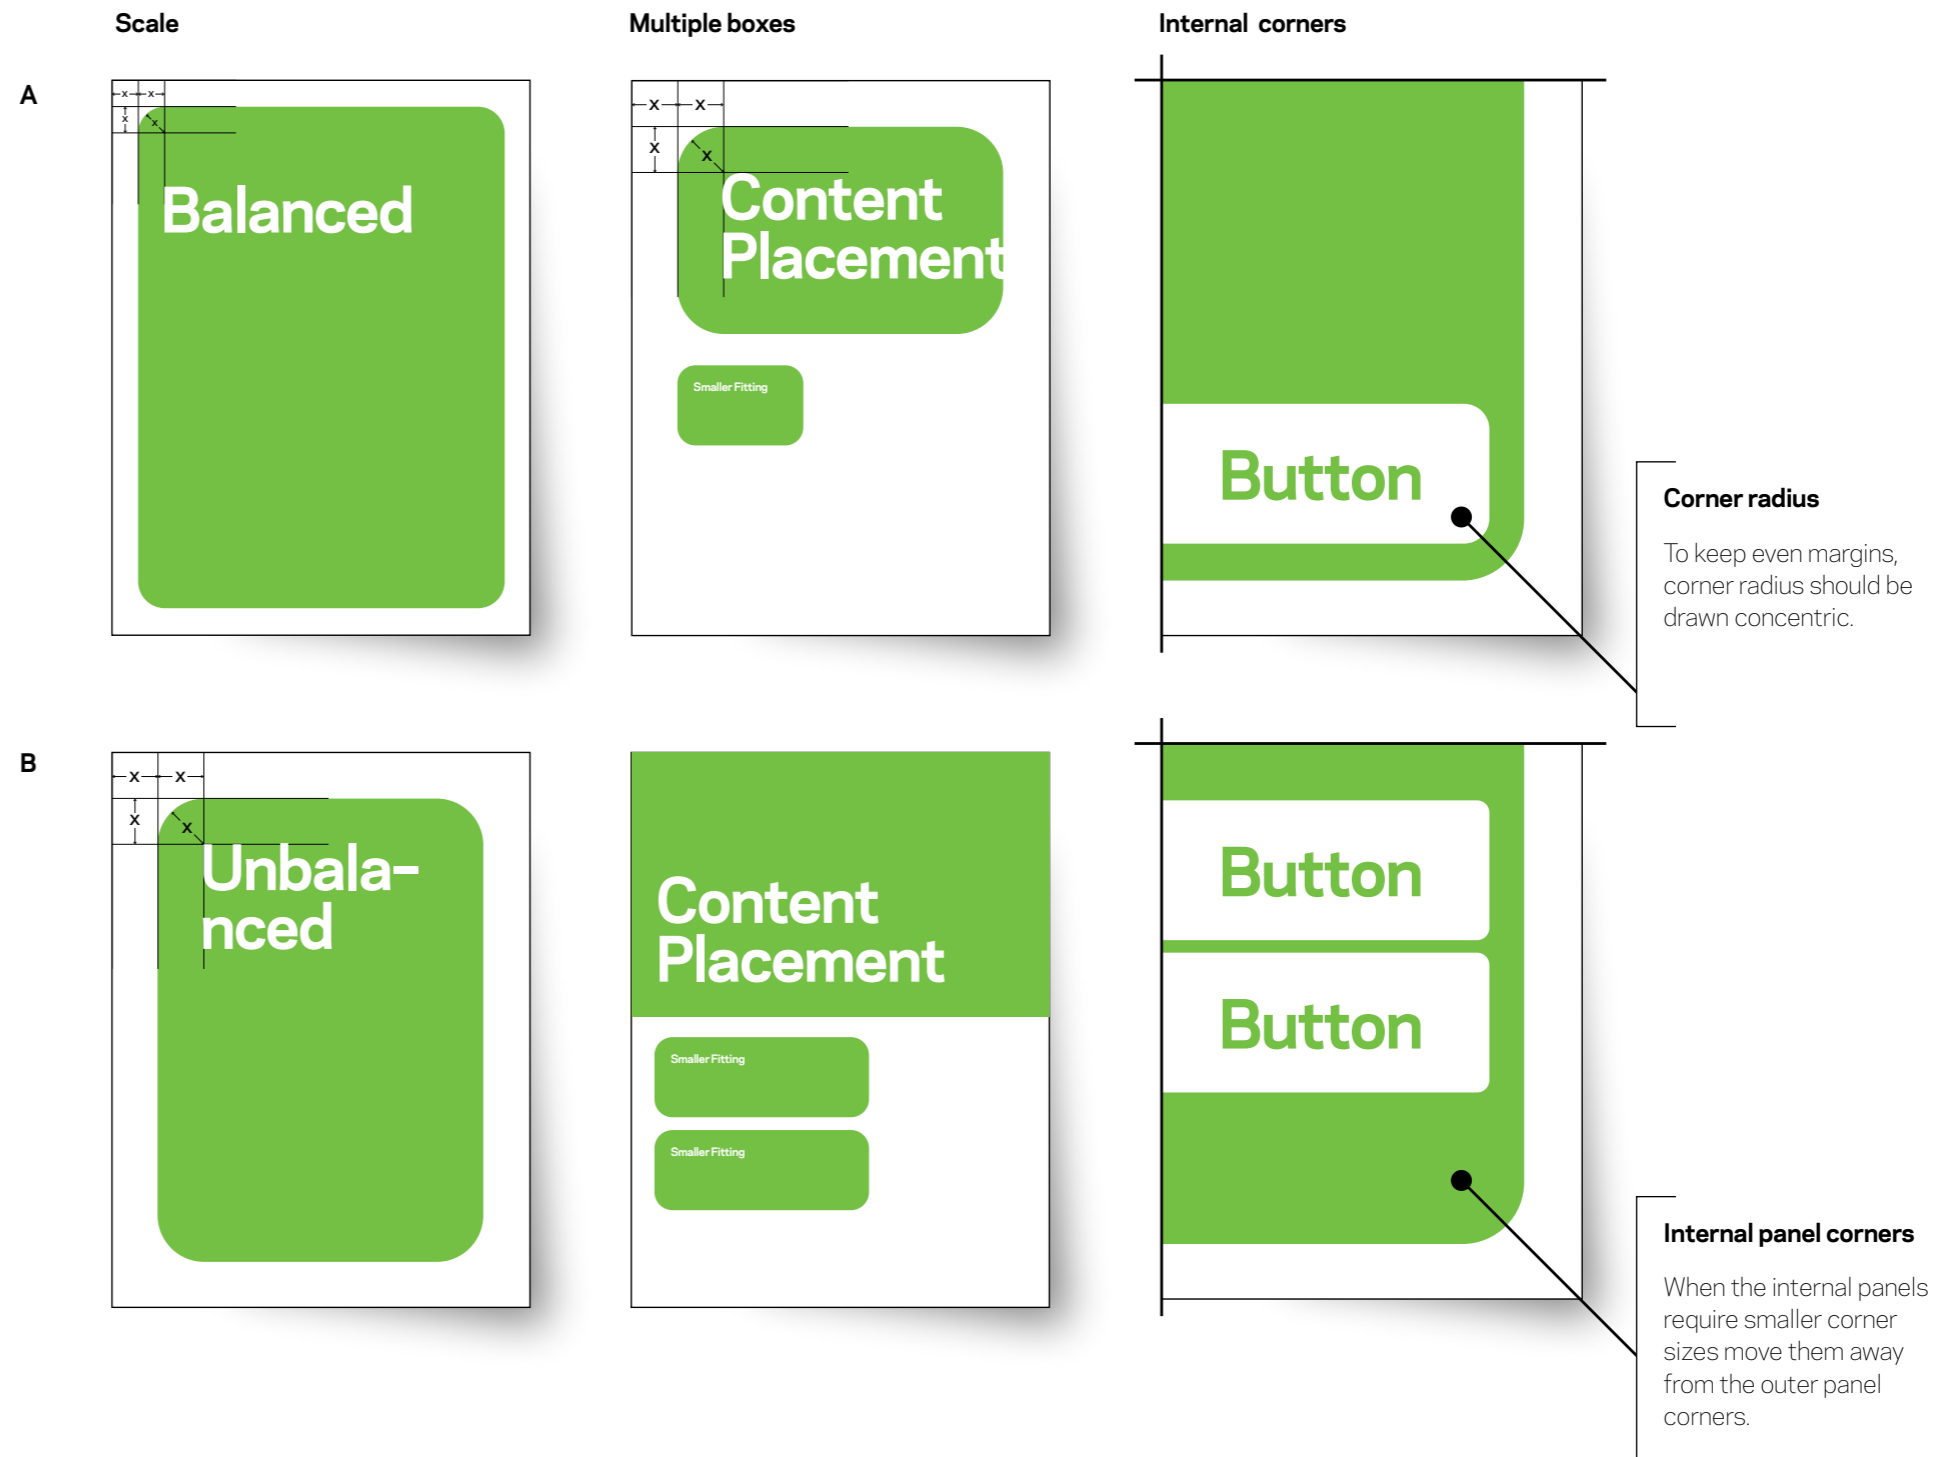 Scale
Multiple boxes
Internal corners
A
x x
x
x
Balanced
x x
x
x
Content
Placement
Smaller Fitting
Button
Corner radius
To keep even margins,
corner radius should be
drawn concentric.
B
x x
x
x
Unbala-
nced
Content
Placement
Smaller Fitting
Smaller Fitting
Button
Button
Internal panel corners
When the internal panels
require smaller corner
sizes move them away
from the outer panel
corners.